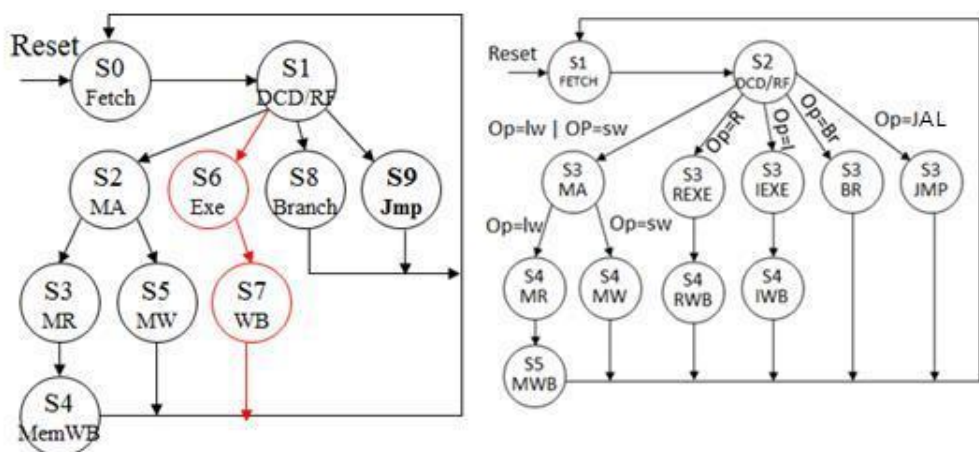 Reset
S0
Fetch
S1
DCD/RF
S2
MA
S6
Exe
S8
Branch
S9
Jmp
S3
MR
S5
MW
S7
WB
S4
MemWB
Reset
S1
FETCH
S2
DCD/RF
Op=lw | OP=sw
Op=R
Op=I
Op=Br
Op=JAL
S3
MA
S3
REXE
S3
IEXE
S3
BR
S3
JMP
Op=lw
Op=sw
S4
MR
S4
MW
S4
RWB
S4
IWB
S5
MWB